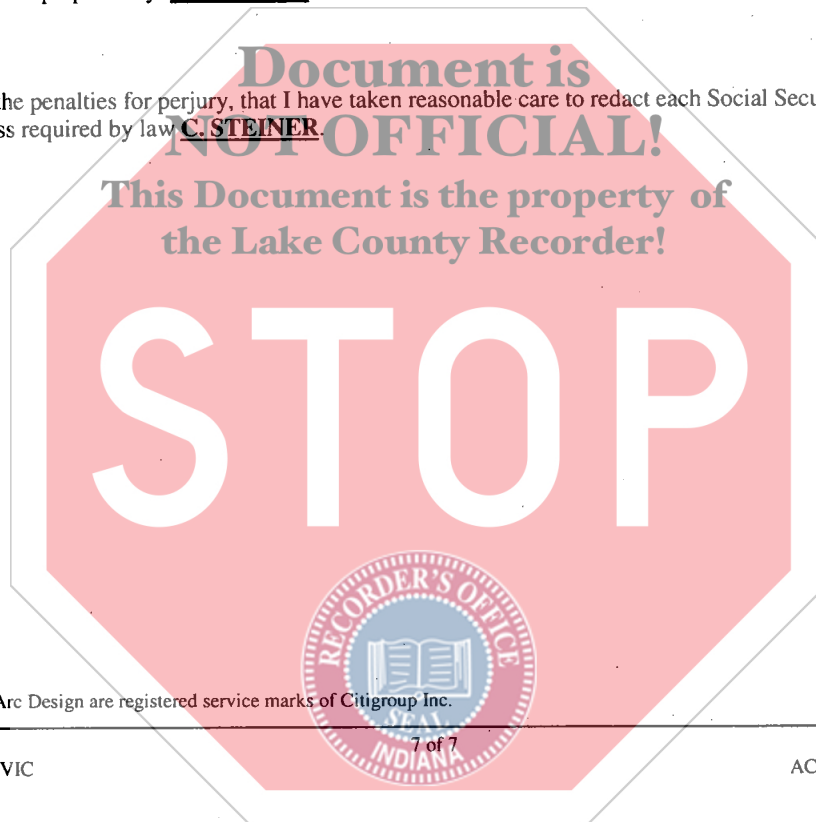 Document is
he penalties for perjury, that I have taken reasonable care to redact each Social Secu
ss required by law C. STEINER.
NOT OFFICIAL!
This Document is the property of
the Lake County Recorder!
STOP
RECORDER'S OFFICE
SEAL
INDIANA
Arc Design are registered service marks of Citigroup Inc.
7 of 7
VIC
AC